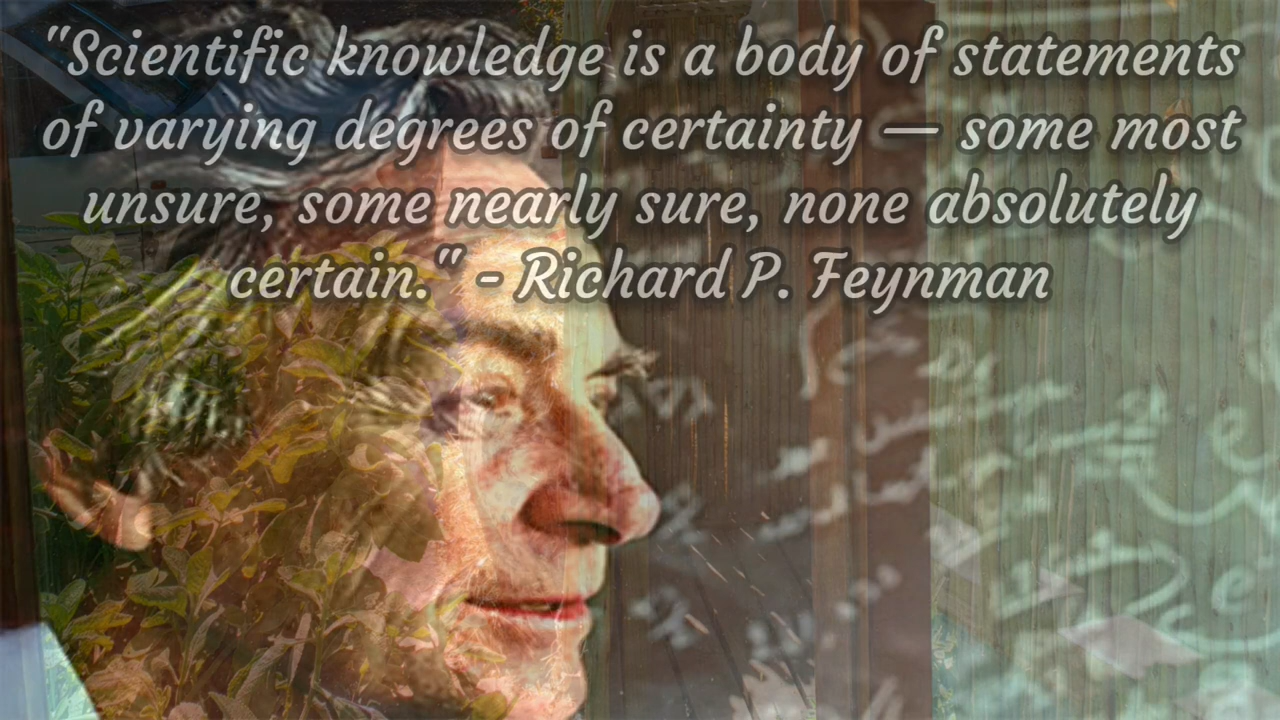 "Scientific knowledge is a body of statements
of varying degrees of certainty — some most
unsure, some nearly sure, none absolutely
certain." - Richard P. Feynman